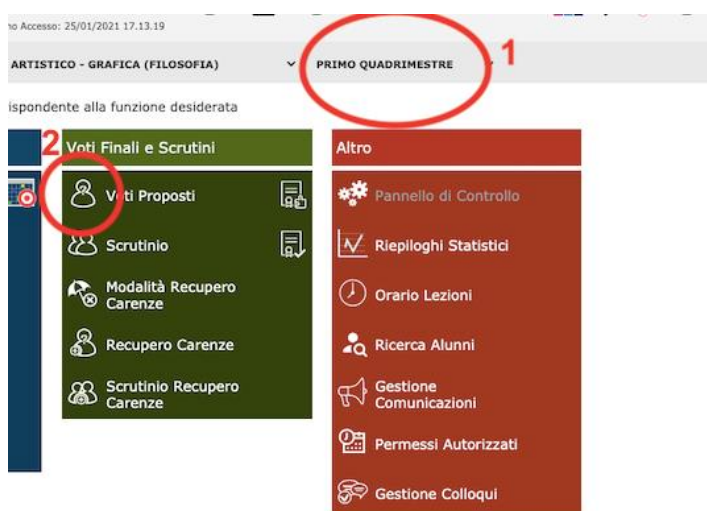 no Accesso: 25/01/2021 17.13.19
1
ARTISTICO - GRAFICA (FILOSOFIA)
PRIMO QUADRIMESTRE
rispondente alla funzione desiderata
2
Voti Finali e Scrutini
Voti Proposti
Scrutinio
Modalità Recupero
Carenze
Recupero Carenze
Scrutinio Recupero
Carenze
Altro
Pannello di Controllo
Riepiloghi Statistici
Orario Lezioni
Ricerca Alunni
Gestione
Comunicazioni
Permessi Autorizzati
Gestione Colloqui